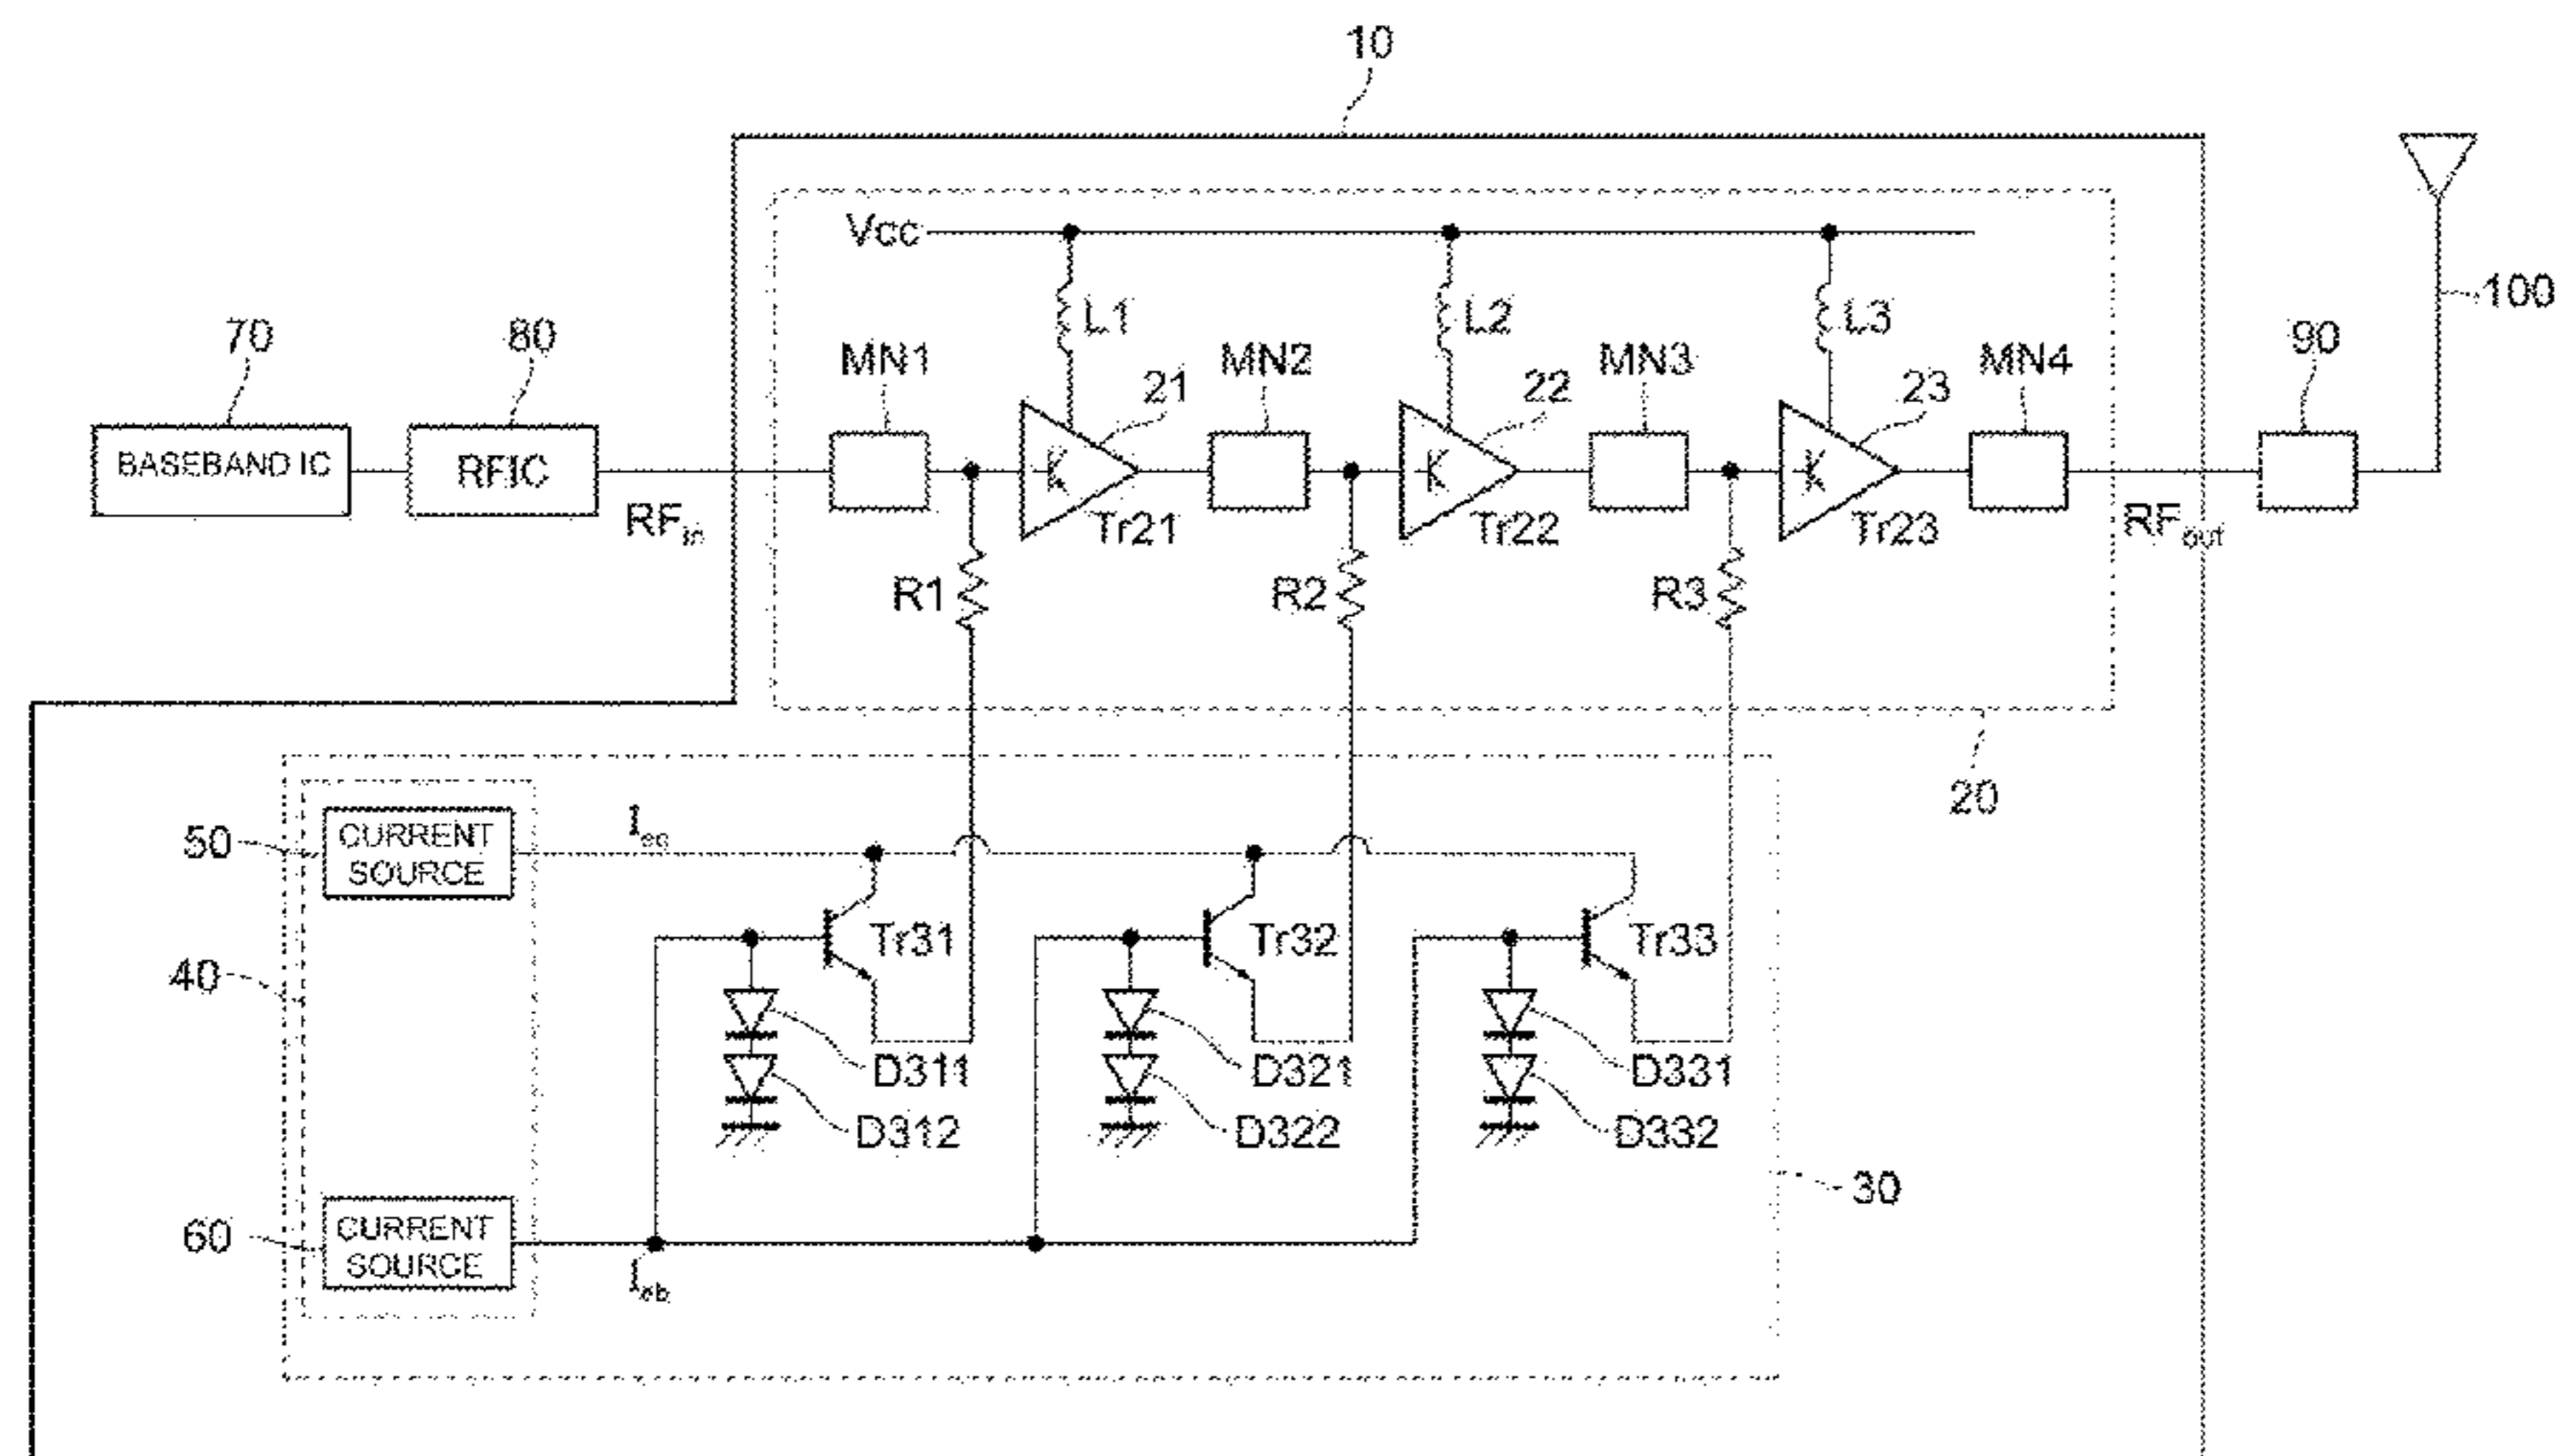 10
Vcc
L1
L2
L3
100
70
80
MN1
21
MN2
22
MN3
23
MN4
90
BASEBAND IC
RFIC
RFin
Tr21
Tr22
Tr23
RFout
R1
R2
R3
20
50
CURRENT
SOURCE
Tr31
Tr32
Tr33
40
D311
D321
D331
D312
D322
D332
30
60
CURRENT
SOURCE